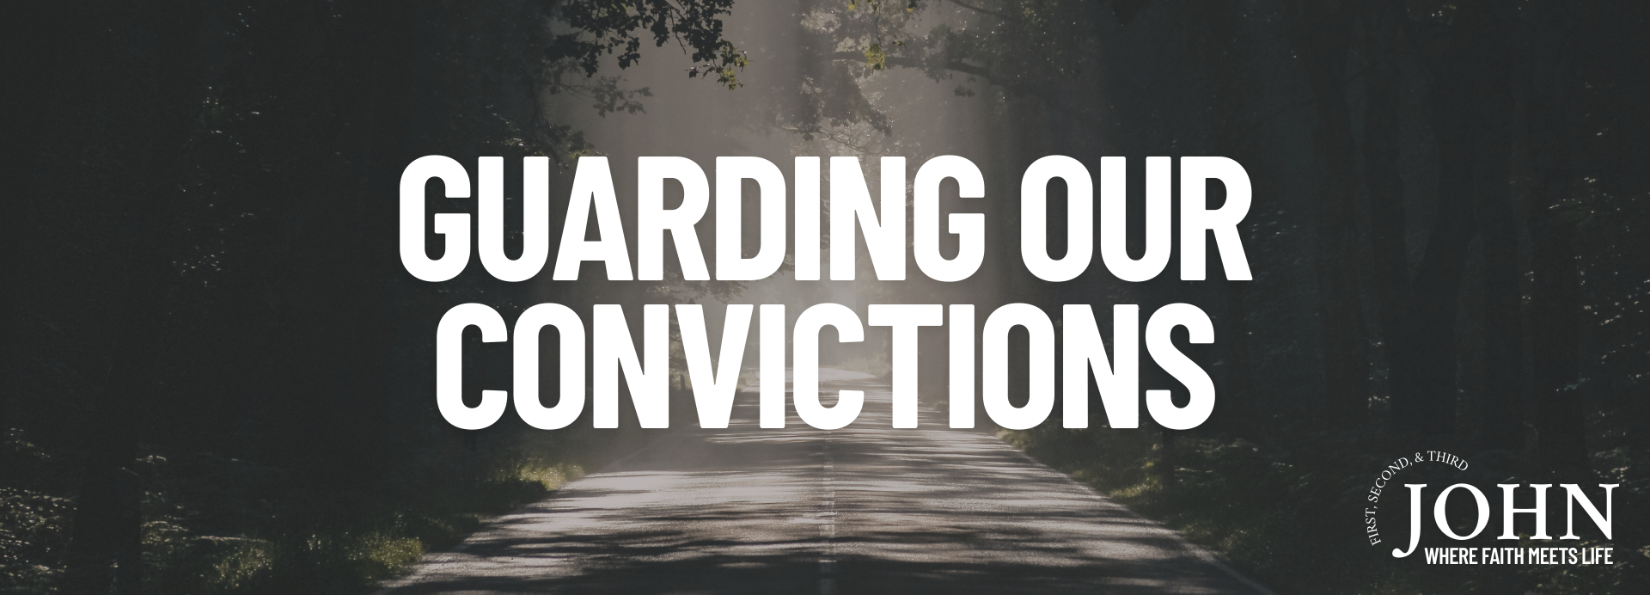 GUARDING OUR
CONVICTIONS
FIRST, SECOND, & THIRD
JOHN
WHERE FAITH MEETS LIFE